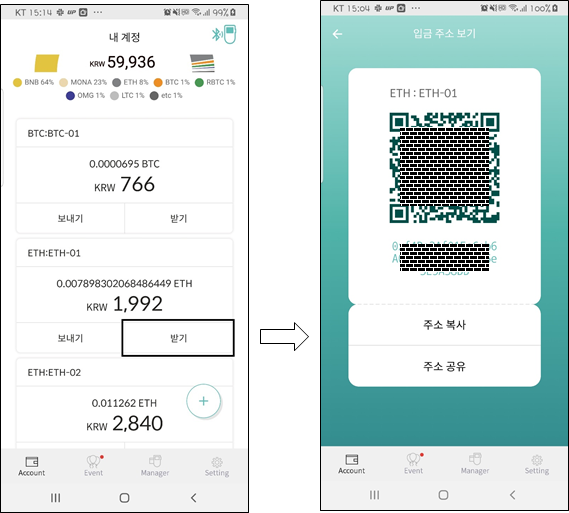 KT 15:14 UP ··· 99%
내 계정
KRW 59,936
BNB 64% MONA 23% ETH 8% BTC 1% RBTC 1%
OMG 1% LTC 1% etc 1%
BTC:BTC-01
0.0000695 BTC
KRW 766
보내기 받기
ETH:ETH-01
0.007898302068486449 ETH
KRW 1,992
보내기 받기
ETH:ETH-02
0.011262 ETH
KRW 2,840
+
Account Event Manager Setting
KT 15:04 UP ··· 100%
입금 주소 보기
ETH : ETH-01
주소 복사
주소 공유
Account Event Manager Setting